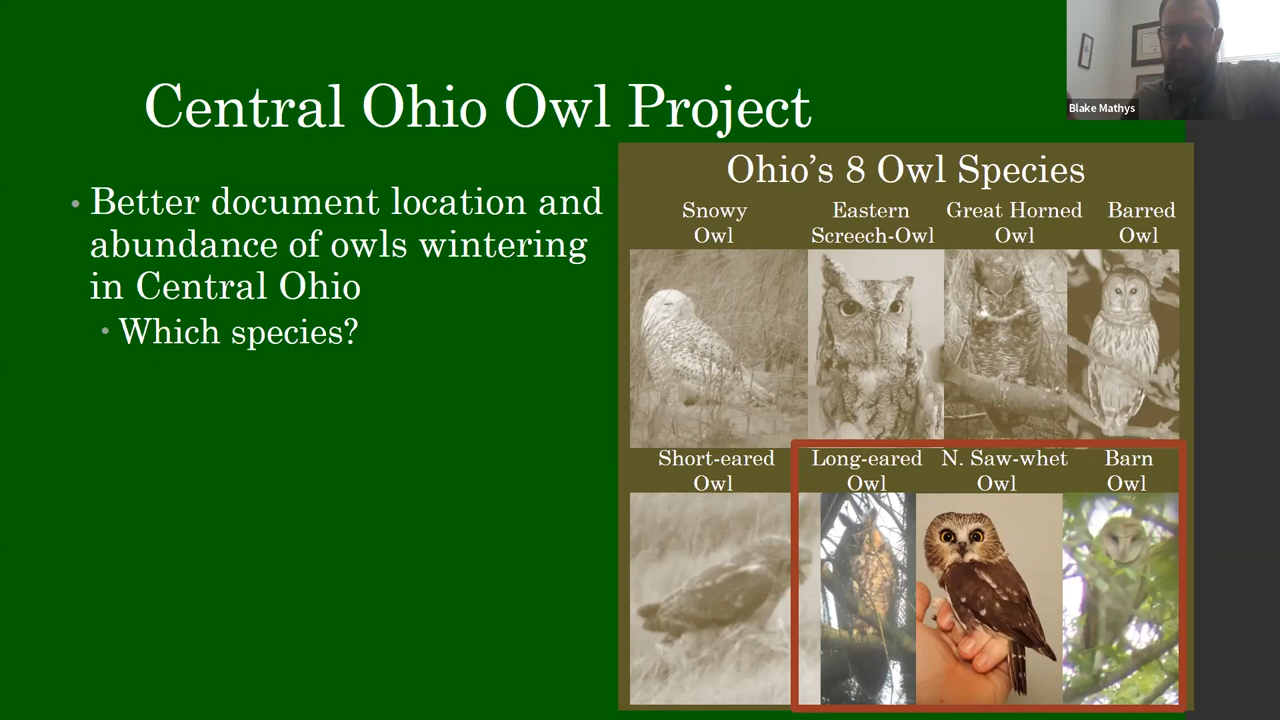 Central Ohio Owl Project
• Better document location and
abundance of owls wintering
in Central Ohio
• Which species?
Ohio's 8 Owl Species
Snowy
Owl
Eastern
Screech-Owl
Great Horned
Owl
Barred
Owl
Short-eared
Owl
Long-eared
Owl
N. Saw-whet
Owl
Barn
Owl
Blake Mathys